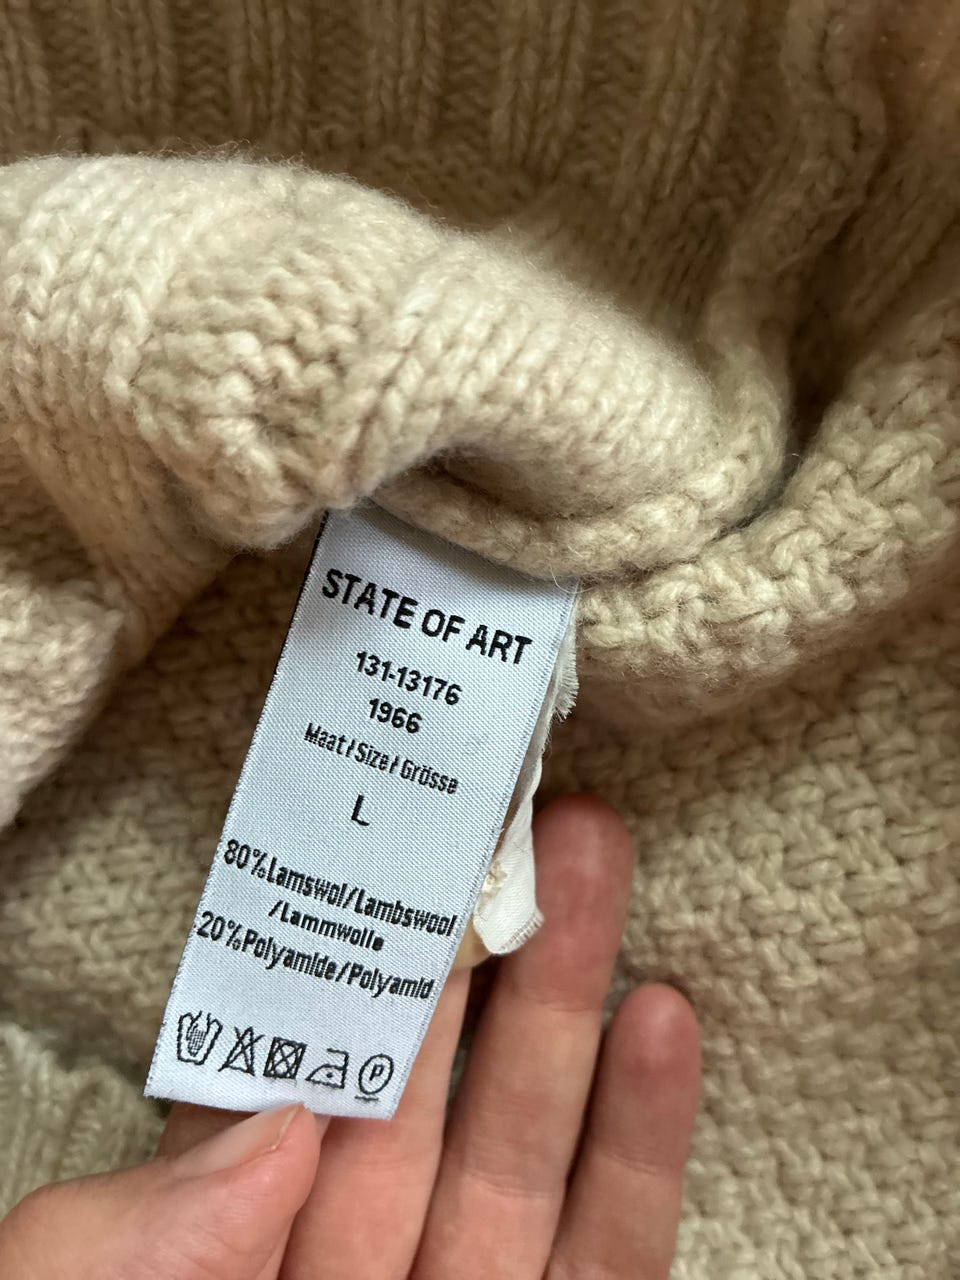 STATE OF ART
131-13176
1966
Maat/Size/Grösse
L
80%Lamswol/Lambswool
/Lammwolle
20%Polyamide/Polyamid
P